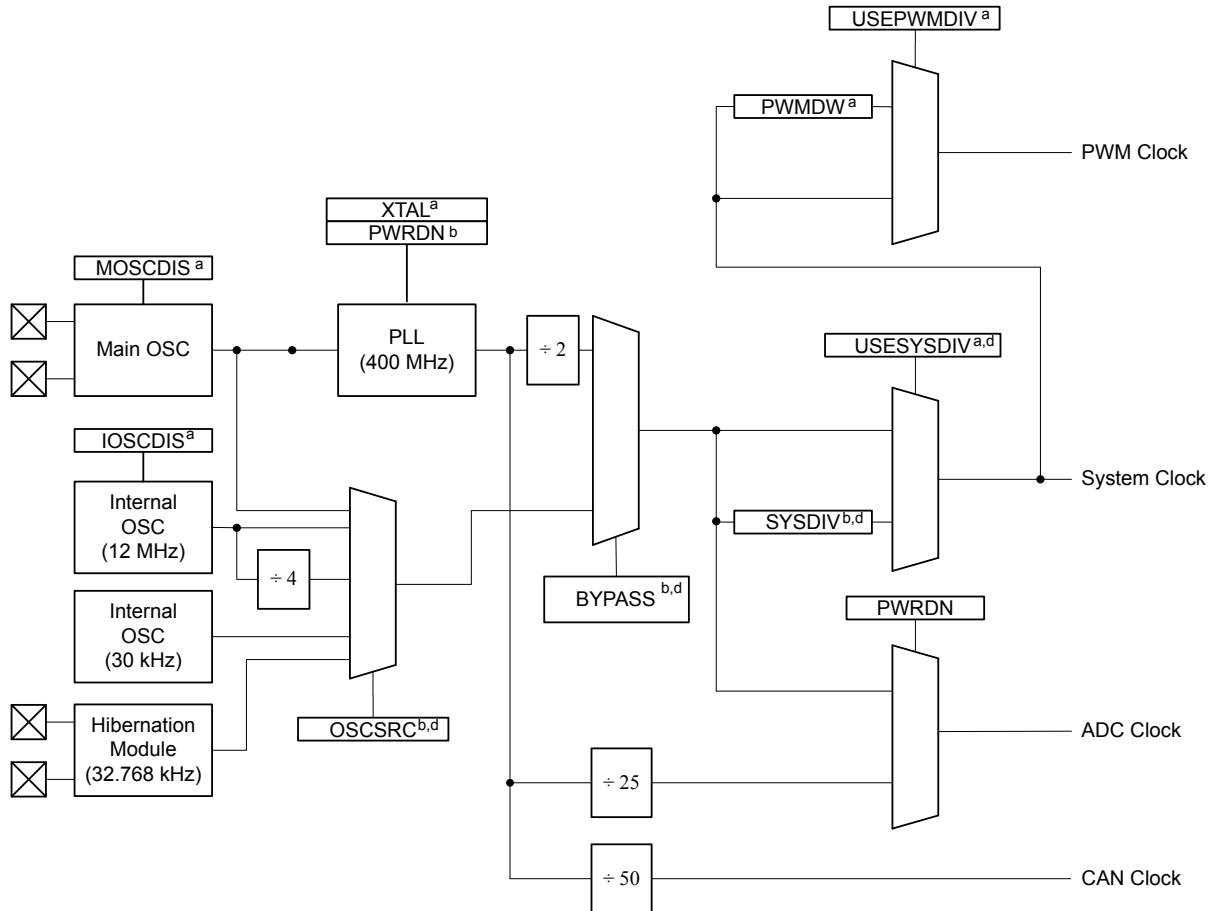 USEPWMDIV a
PWMDW a
PWM Clock
XTAL a
PWRDN b
MOSCDIS a
Main OSC
PLL
(400 MHz)
÷ 2
USESYSDIV a,d
IOSCDIS a
Internal
OSC
(12 MHz)
÷ 4
System Clock
SYSDIV b,d
BYPASS b,d
Internal
OSC
(30 kHz)
PWRDN
OSCSRC b,d
Hibernation
Module
(32.768 kHz)
ADC Clock
÷ 25
÷ 50
CAN Clock